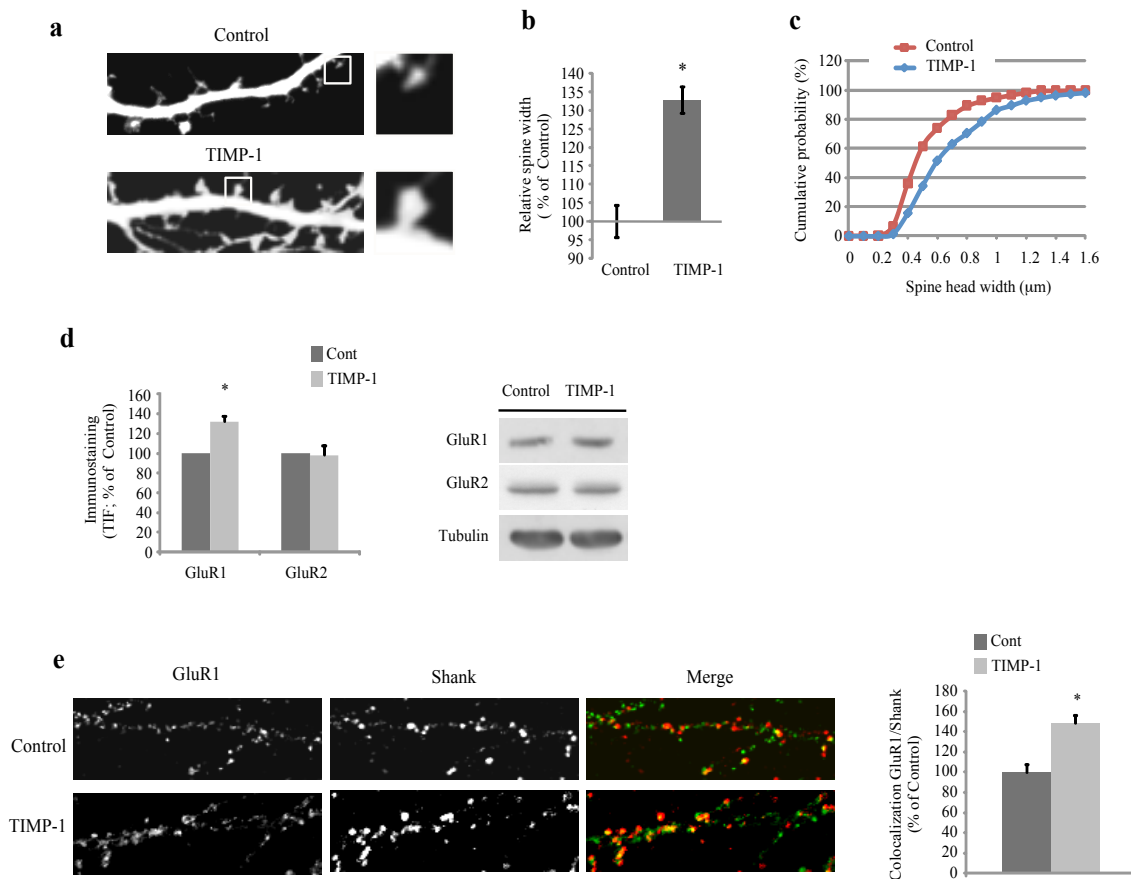 a
Control
TIMP-1
b
Relative spine width
( % of Control)
140
135
130
125
120
115
110
105
100
95
90
*
Control
TIMP-1
c
Control
TIMP-1
Cumulative probability (%)
120
100
80
60
40
20
0
0 0.2 0.4 0.6 0.8 1 1.2 1.4 1.6
Spine head width (µm)
d
Cont
TIMP-1
Immunostaining
(TIF; % of Control)
160
140
120
100
80
60
40
20
0
*
GluR1
GluR2
Control TIMP-1
GluR1
GluR2
Tubulin
e
GluR1
Shank
Merge
Control
TIMP-1
Cont
TIMP-1
Colocalization GluR1/Shank
(% of Control)
180
160
140
120
100
80
60
40
20
0
*